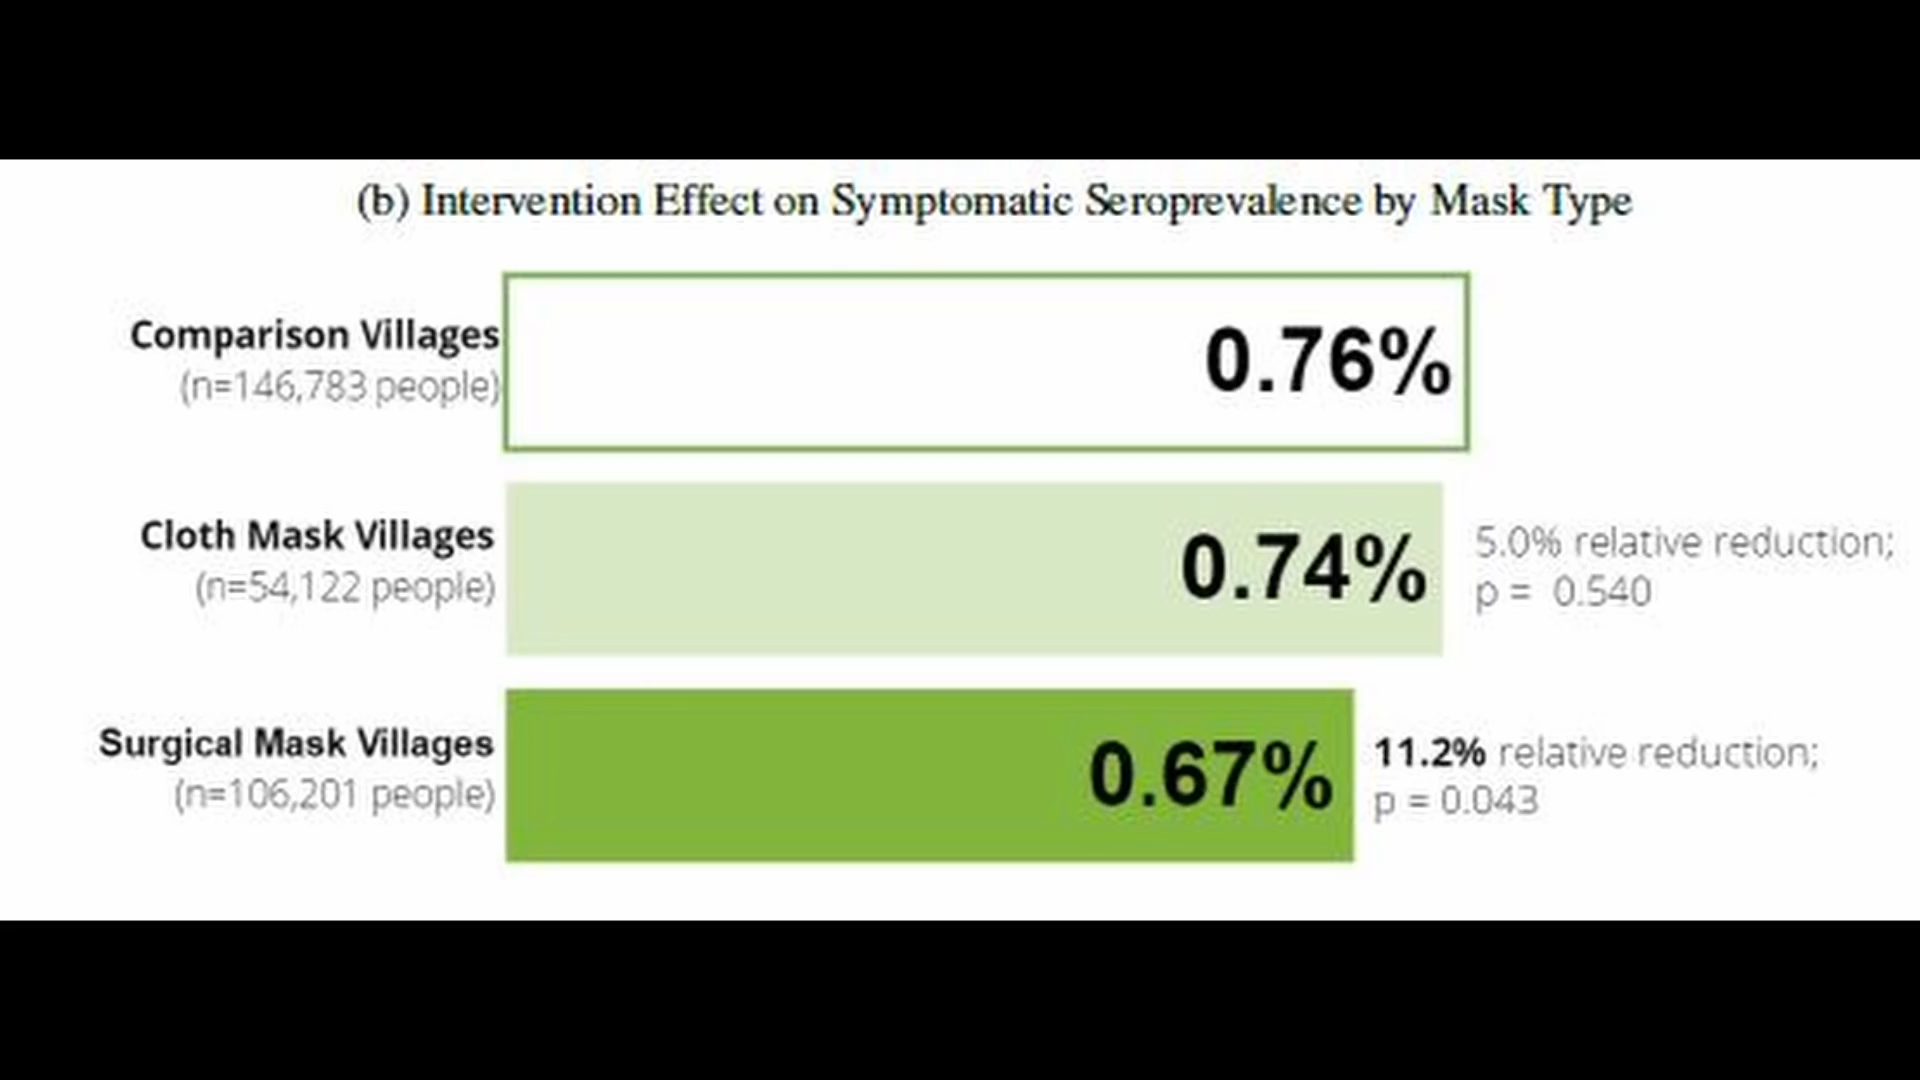 (b) Intervention Effect on Symptomatic Seroprevalence by Mask Type
Comparison Villages
(n=146,783 people)
0.76%
Cloth Mask Villages
(n=54,122 people)
0.74%
5.0% relative reduction;
p = 0.540
Surgical Mask Villages
(n=106,201 people)
0.67%
11.2% relative reduction;
p = 0.043